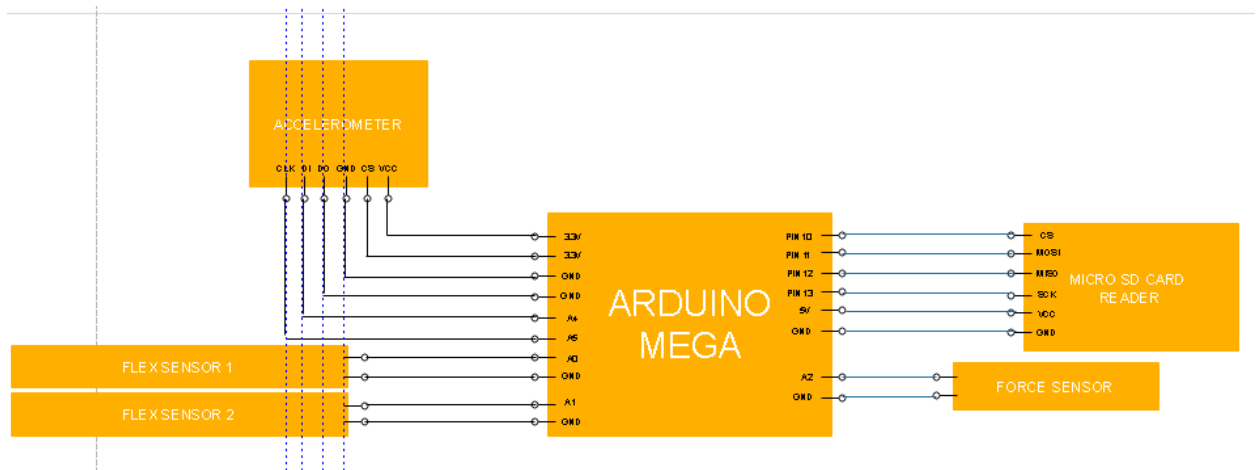 ACCELEROMETER
CLK DI DO GND CS VCC
3.3V
3.3V
GND
GND
A4
A5
A0
GND
A1
GND
ARDUINO
MEGA
PIN 10
PIN 11
PIN 12
PIN 13
5V
GND
A2
GND
CS
MOSI
MISO
SCK
VCC
GND
MICRO SD CARD
READER
FLEX SENSOR 1
FLEX SENSOR 2
FORCE SENSOR